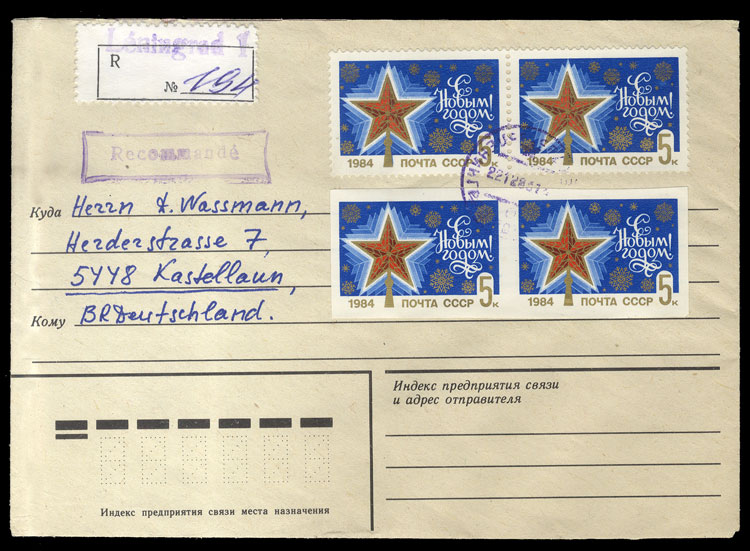 Léningrad 1
R
№ 194
Recommandé
С Новым! годом,
1984 ПОЧТА СССР 5к
С Новым! годом,
1984 ПОЧТА СССР 5к
С Новым! годом,
1984 ПОЧТА СССР 5к
С Новым! годом,
1984 ПОЧТА СССР 5к
Куда Herrn Wassmann,
Herderstrasse 7,
5448 Kastellaun,
Кому BRDeutschland.
Индекс предприятия связи
и адрес отправителя
Индекс предприятия связи места назначения